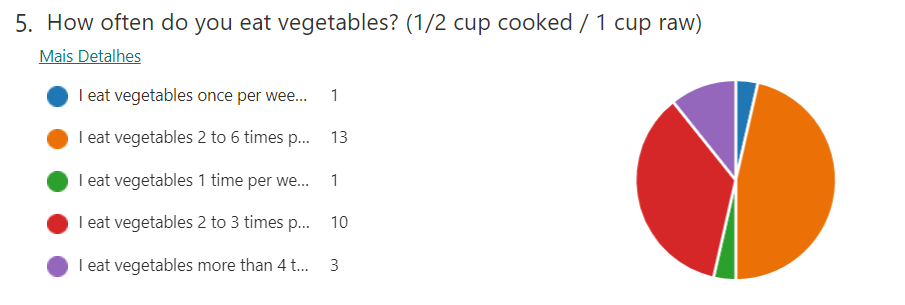 5. How often do you eat vegetables? (1/2 cup cooked / 1 cup raw)
Mais Detalhes
I eat vegetables once per wee... 1
I eat vegetables 2 to 6 times p... 13
I eat vegetables 1 time per we... 1
I eat vegetables 2 to 3 times p... 10
I eat vegetables more than 4 t... 3